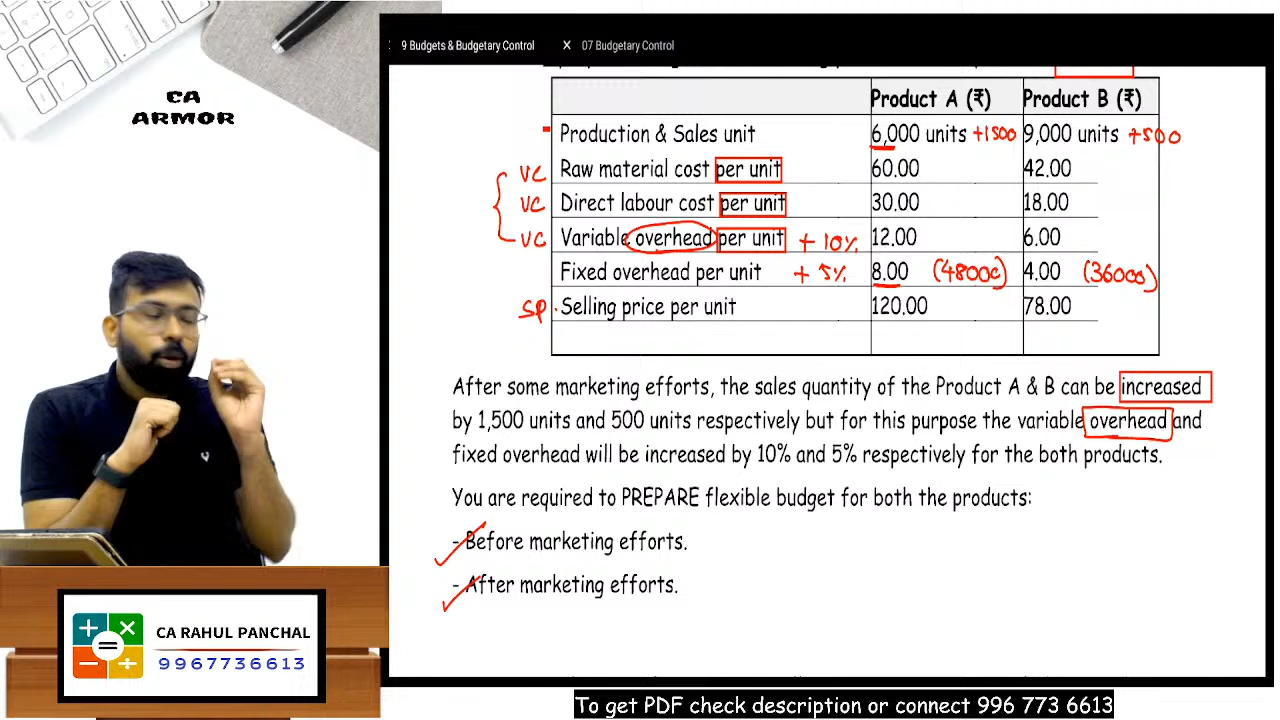 9 Budgets & Budgetary Control
× 07 Budgetary Control
CA
ARMOR
Product A (₹) Product B (₹)
Production & Sales unit 6,000 units +1500 9,000 units +500
VC Raw material cost per unit 60.00 42.00
VC Direct labour cost per unit 30.00 18.00
VC Variable overhead per unit + 10% 12.00 6.00
Fixed overhead per unit + 5% 8.00 (48000) 4.00 (36000)
SP Selling price per unit 120.00 78.00
After some marketing efforts, the sales quantity of the Product A & B can be increased
by 1,500 units and 500 units respectively but for this purpose the variable overhead and
fixed overhead will be increased by 10% and 5% respectively for the both products.
You are required to PREPARE flexible budget for both the products:
- Before marketing efforts.
- After marketing efforts.
CA RAHUL PANCHAL
9967736613
To get PDF check description or connect 996 773 6613